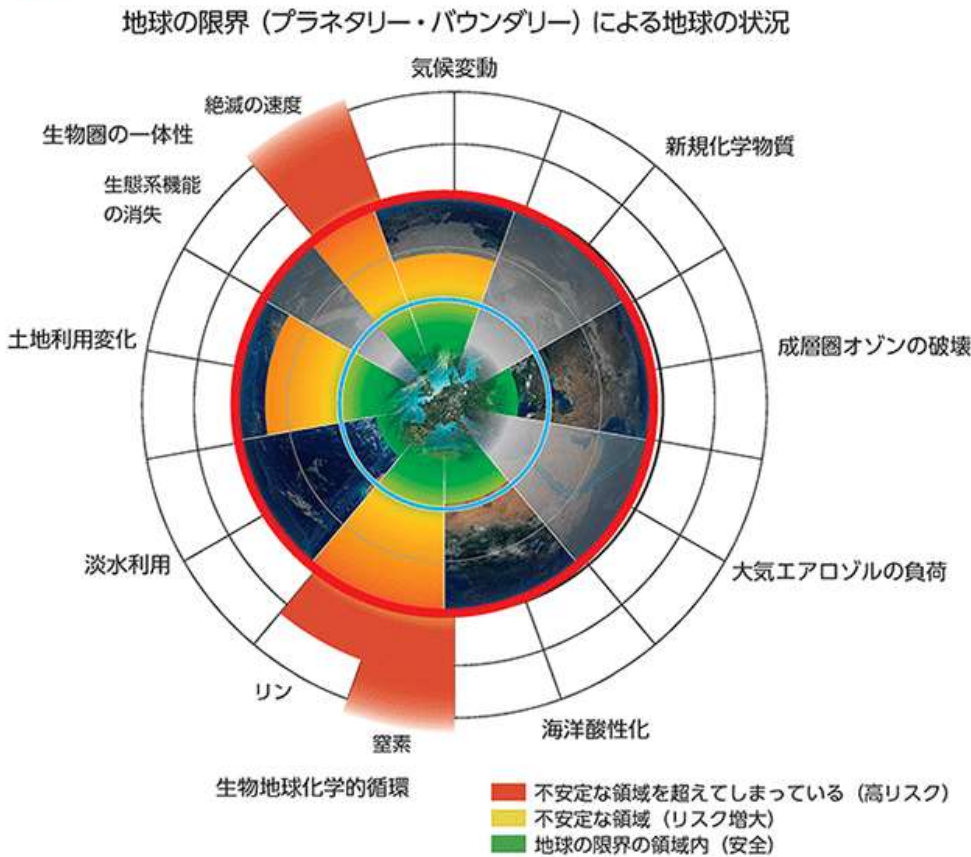 地球の限界（プラネタリー・バウンダリー）による地球の状況
気候変動
絶滅の速度
生物圏の一体性
新規化学物質
生態系機能
の消失
土地利用変化
成層圏オゾンの破壊
淡水利用
大気エアロゾルの負荷
リン
海洋酸性化
窒素
生物地球化学的循環
不安定な領域を超えてしまっている（高リスク）
不安定な領域（リスク増大）
地球の限界の領域内（安全）